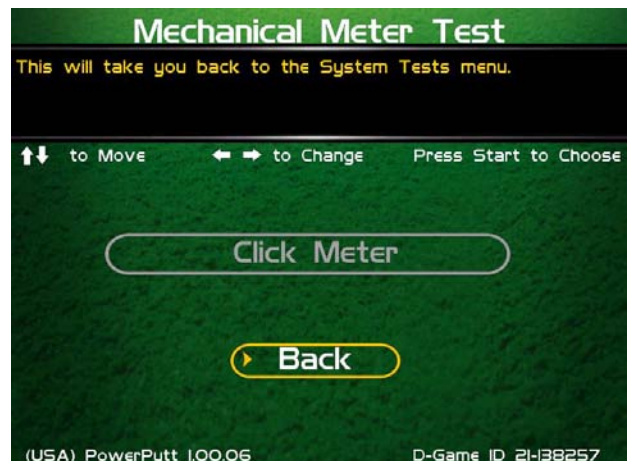 Mechanical Meter Test
This will take you back to the System Tests menu.
to Move to Change Press Start to Choose
Click Meter
Back
(USA) PowerPutt 1.00.06 D-Game ID 21-138257